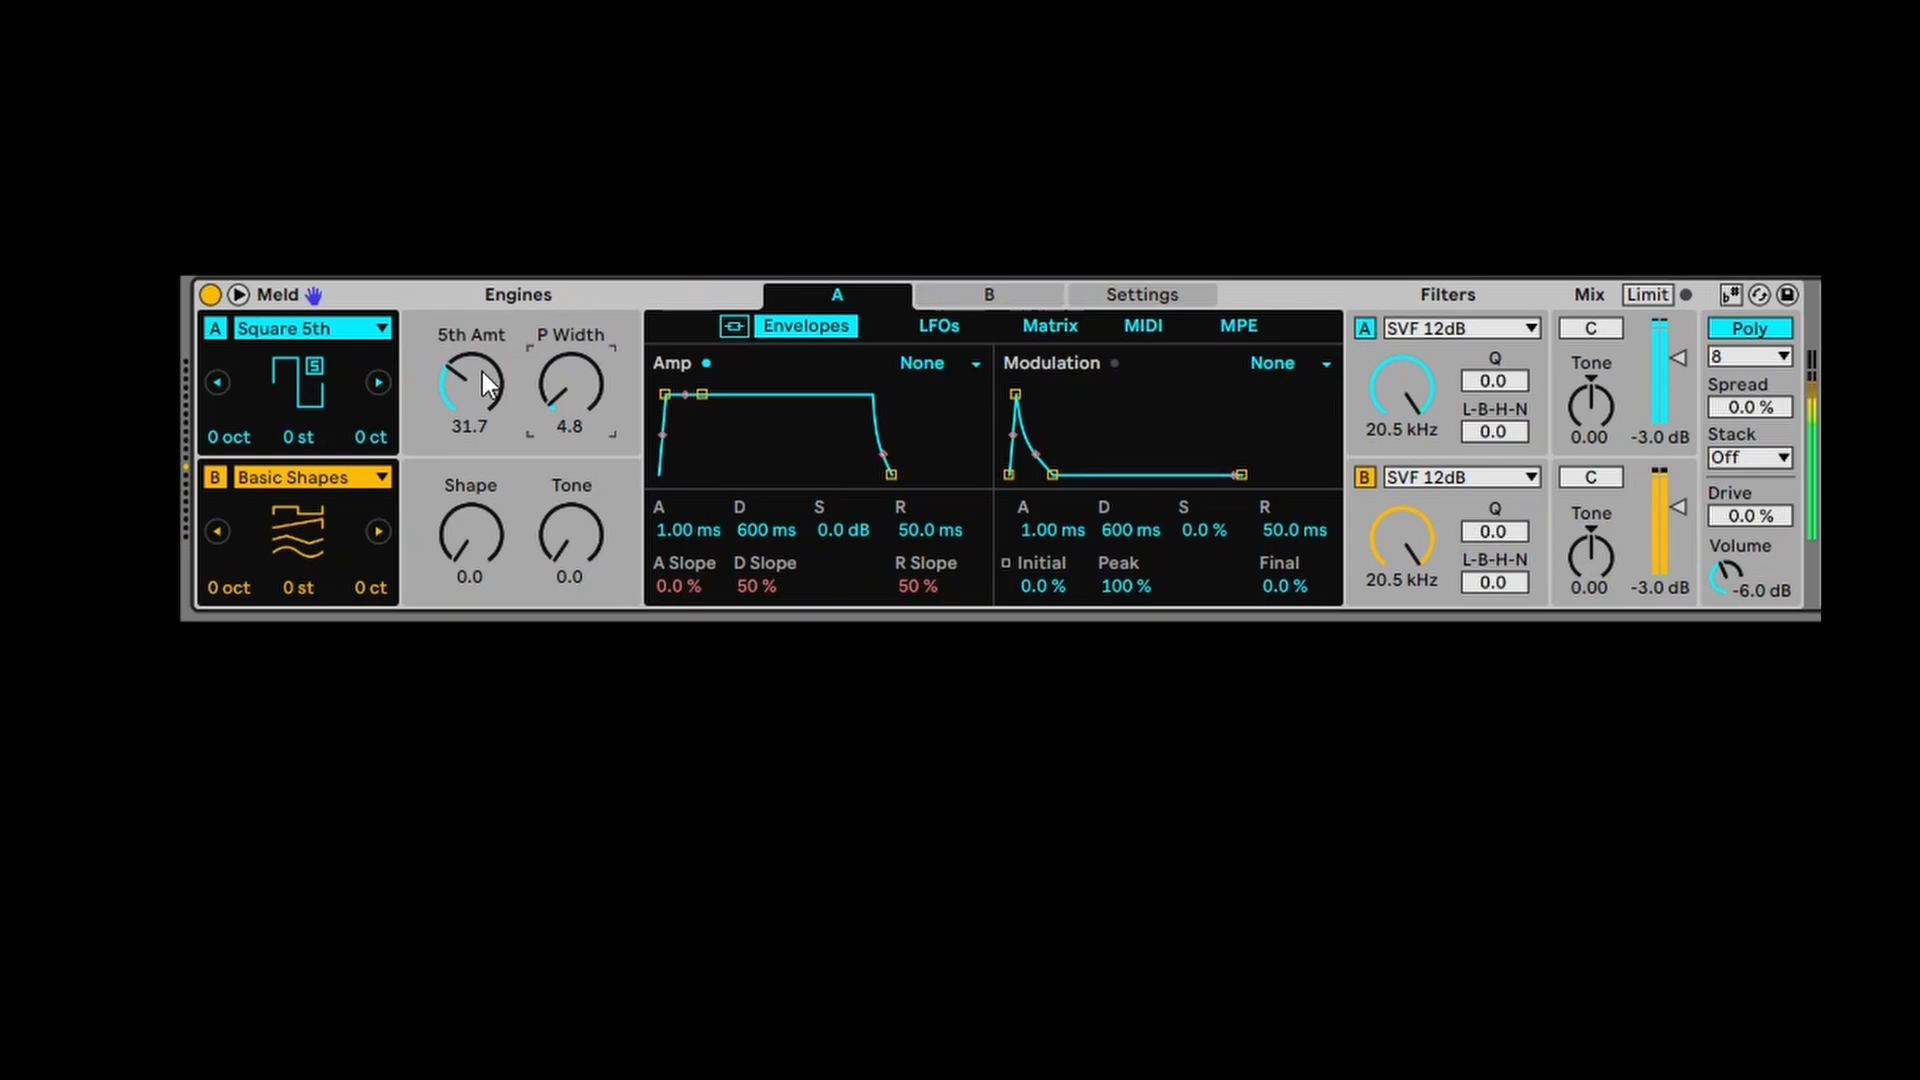 Meld
Engines
A
B
Settings
Filters
Mix
Limit
A
Square 5th
0 oct
0 st
0 ct
5th Amt
31.7
P Width
4.8
B
Basic Shapes
0 oct
0 st
0 ct
Shape
0.0
Tone
0.0
Envelopes
LFOs
Matrix
MIDI
MPE
Amp
None
A
D
S
R
1.00 ms
600 ms
0.0 dB
50.0 ms
A Slope
D Slope
R Slope
0.0 %
50 %
50 %
Modulation
None
A
D
S
R
1.00 ms
600 ms
0.0 %
50.0 ms
Initial
Peak
Final
0.0 %
100 %
0.0 %
A
SVF 12dB
Q
0.0
L-B-H-N
0.0
20.5 kHz
B
SVF 12dB
Q
0.0
L-B-H-N
0.0
20.5 kHz
C
Tone
0.00
-3.0 dB
C
Tone
0.00
-3.0 dB
Poly
8
Spread
0.0 %
Stack
Off
Drive
0.0 %
Volume
-6.0 dB